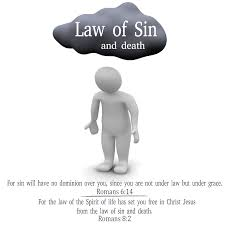 Law of Sin
and death
For sin will have no dominion over you, since you are not under law but under grace.
Romans 6:14
For the law of the Spirit of life has set you free in Christ Jesus
from the law of sin and death.
Romans 8:2